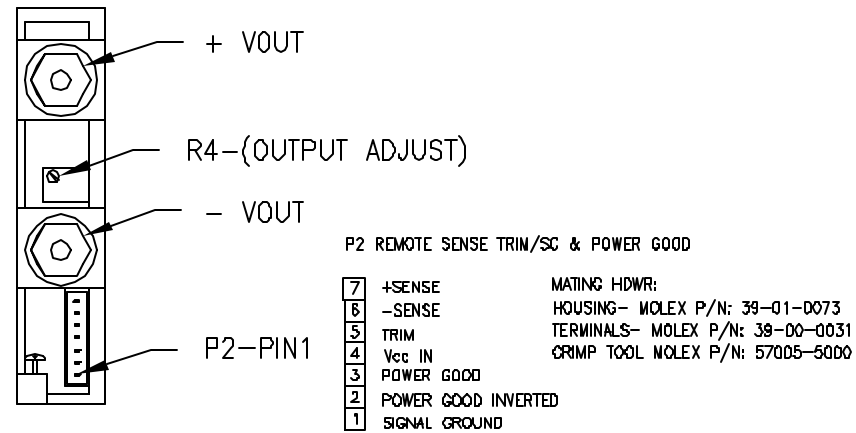 + VOUT
R4-(OUTPUT ADJUST)
- VOUT
P2-PIN1
P2 REMOTE SENSE TRIM/SC & POWER GOOD
7 +SENSE
6 -SENSE
5 TRIM
4 Vcc IN
3 POWER GOOD
2 POWER GOOD INVERTED
1 SIGNAL GROUND
MATING HDWR:
HOUSING- MOLEX P/N: 39-01-0073
TERMINALS- MOLEX P/N: 39-00-0031
CRIMP TOOL MOLEX P/N: 57005-5000